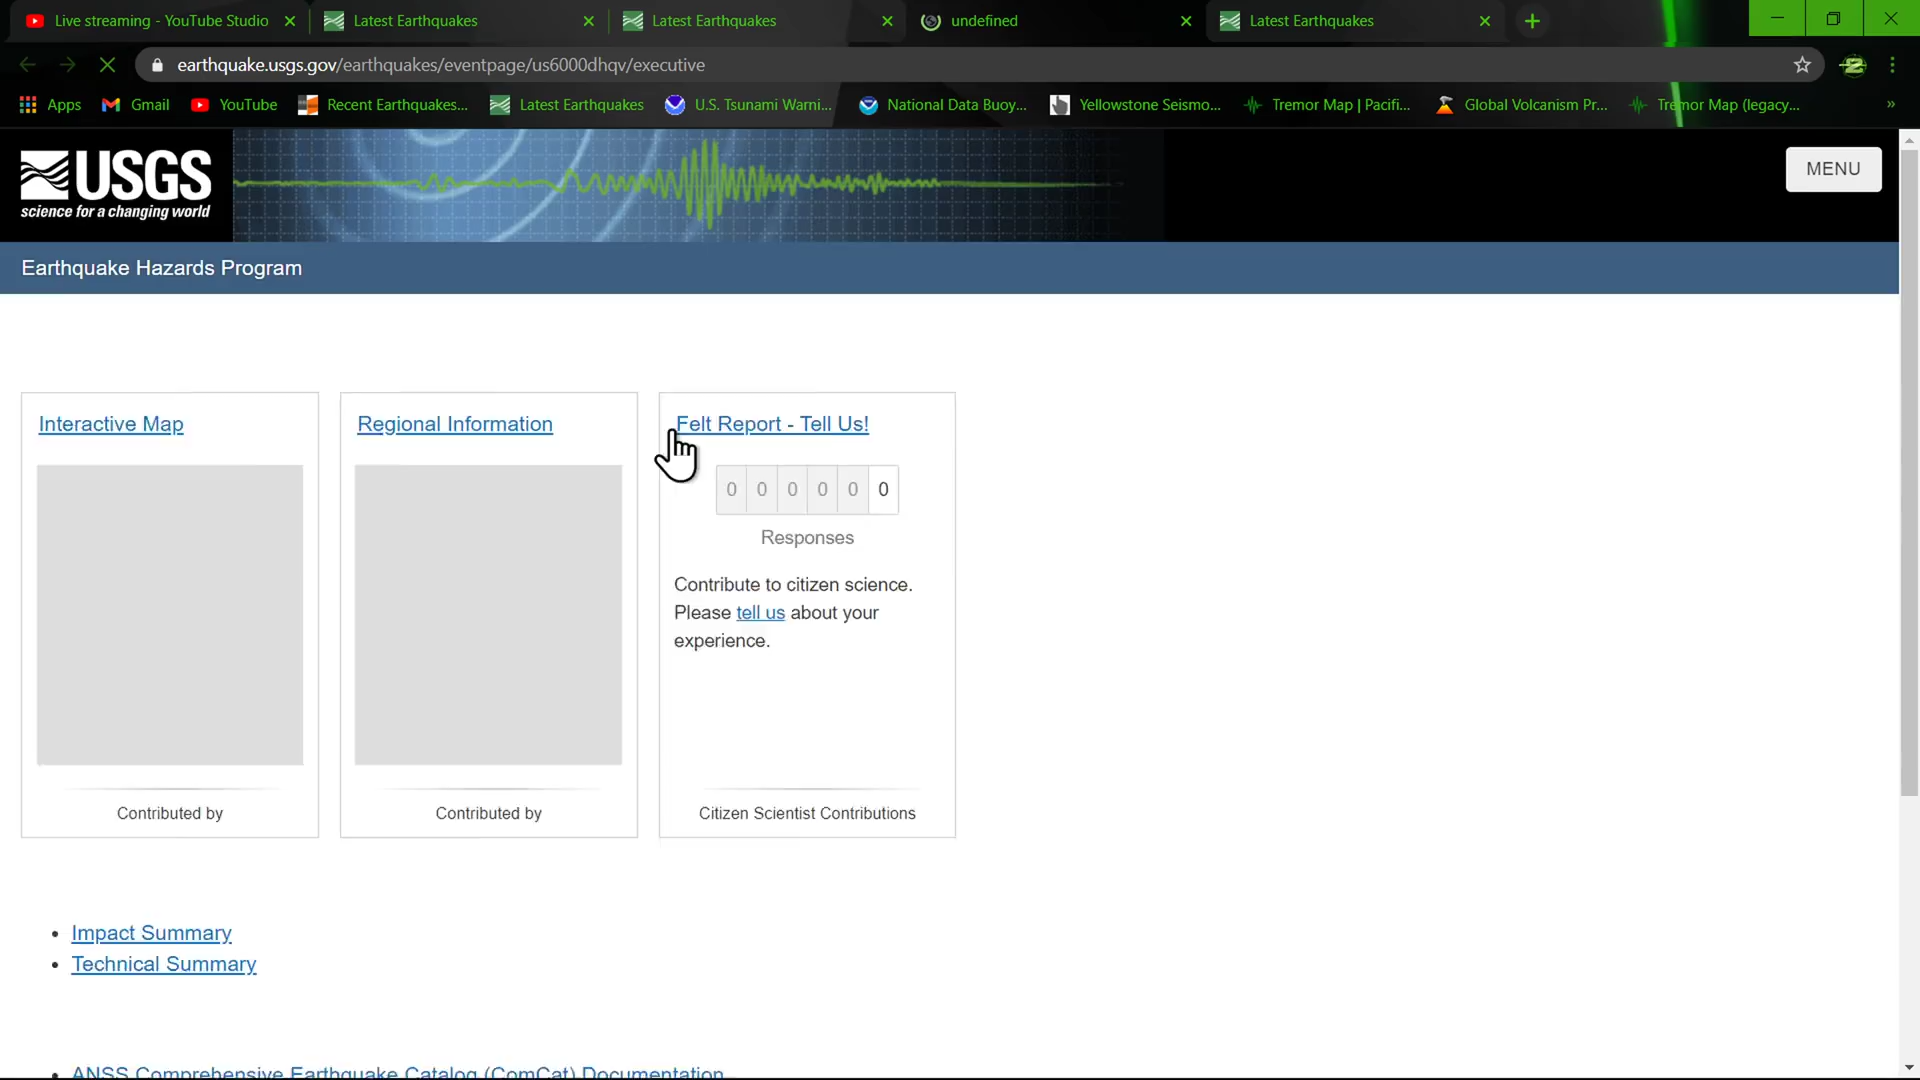 Live streaming - YouTube Studio
Latest Earthquakes
Latest Earthquakes
undefined
Latest Earthquakes
earthquake.usgs.gov/earthquakes/eventpage/us6000dhqv/executive
Apps
Gmail
YouTube
Recent Earthquakes...
Latest Earthquakes
U.S. Tsunami Warni...
National Data Buoy...
Yellowstone Seismo...
Tremor Map | Pacifi...
Global Volcanism Pr...
Tremor Map (legacy...
»
USGS
science for a changing world
MENU
Earthquake Hazards Program
Interactive Map
Contributed by
Regional Information
Contributed by
Felt Report - Tell Us!
0 0 0 0 0 0
Responses
Contribute to citizen science.
Please tell us about your
experience.
Citizen Scientist Contributions
• Impact Summary
• Technical Summary
• ANSS Comprehensive Earthquake Catalog (ComCat) Documentation